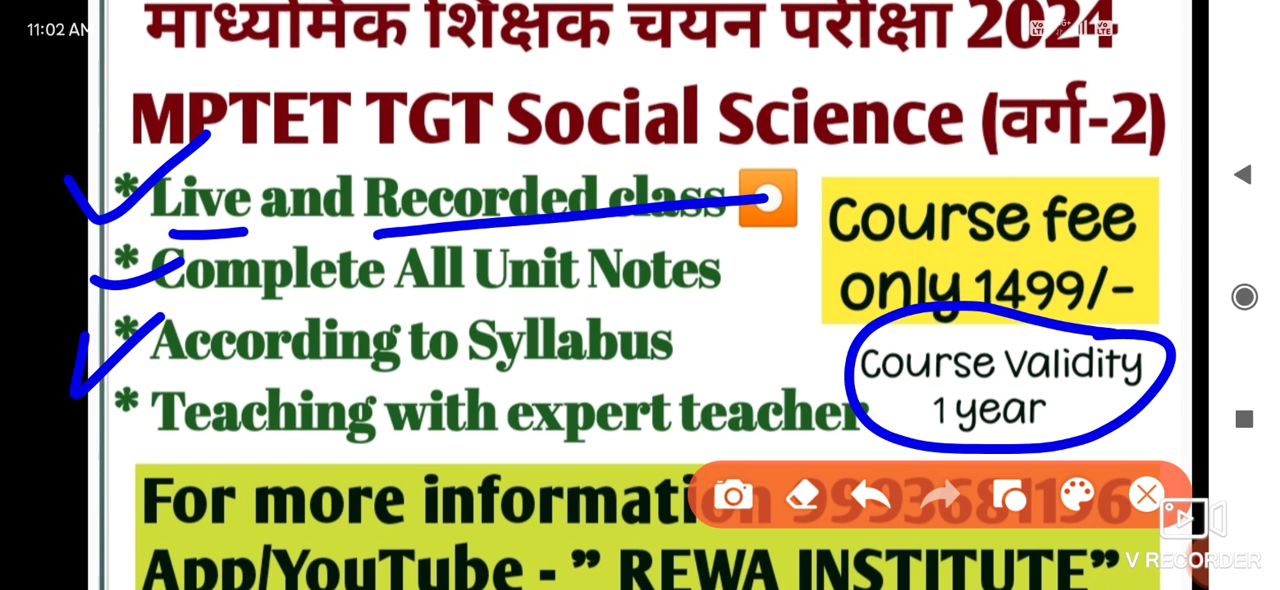 11:02 AM
माध्यमिक शिक्षक चयन परीक्षा 2024
MPTET TGT Social Science (वर्ग-2)
* Live and Recorded class
* Complete All Unit Notes
* According to Syllabus
* Teaching with expert teacher
Course fee
only 1499/-
Course Validity
1 year
For more information 9993681196
App/YouTube - ” REWA INSTITUTE”
V RECORDER